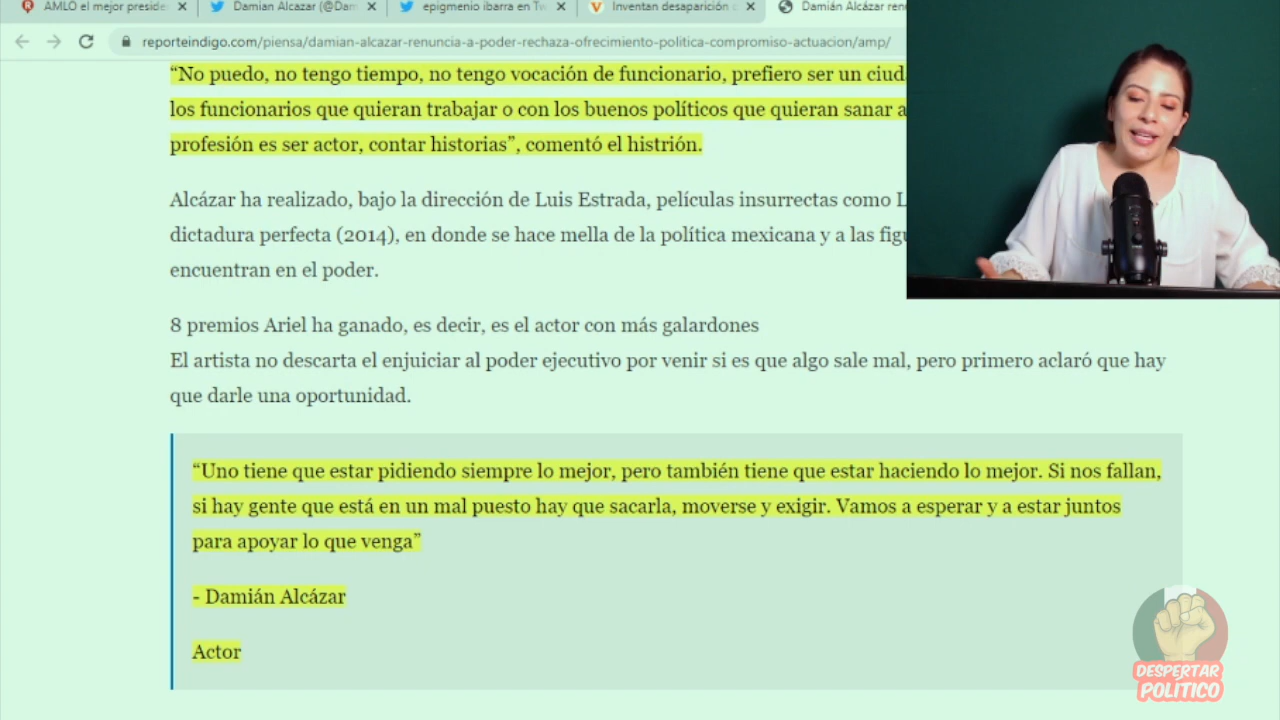 AMLO el mejor preside
Damian Alcazar (@Dam
epigmenio ibarra en Tw
Inventan desaparición
Damián Alcázar ren
reporteindigo.com/piensa/damian-alcazar-renuncia-a-poder-rechaza-ofrecimiento-politica-compromiso-actuacion/amp/
“No puedo, no tengo tiempo, no tengo vocación de funcionario, prefiero ser un ciud
los funcionarios que quieran trabajar o con los buenos políticos que quieran sanar a
profesión es ser actor, contar historias”, comentó el histrión.
Alcázar ha realizado, bajo la dirección de Luis Estrada, películas insurrectas como L
dictadura perfecta (2014), en donde se hace mella de la política mexicana y a las figu
encuentran en el poder.
8 premios Ariel ha ganado, es decir, es el actor con más galardones
El artista no descarta el enjuiciar al poder ejecutivo por venir si es que algo sale mal, pero primero aclaró que hay
que darle una oportunidad.
“Uno tiene que estar pidiendo siempre lo mejor, pero también tiene que estar haciendo lo mejor. Si nos fallan,
si hay gente que está en un mal puesto hay que sacarla, moverse y exigir. Vamos a esperar y a estar juntos
para apoyar lo que venga”
- Damián Alcázar
Actor
DESPERTAR
POLÍTICO